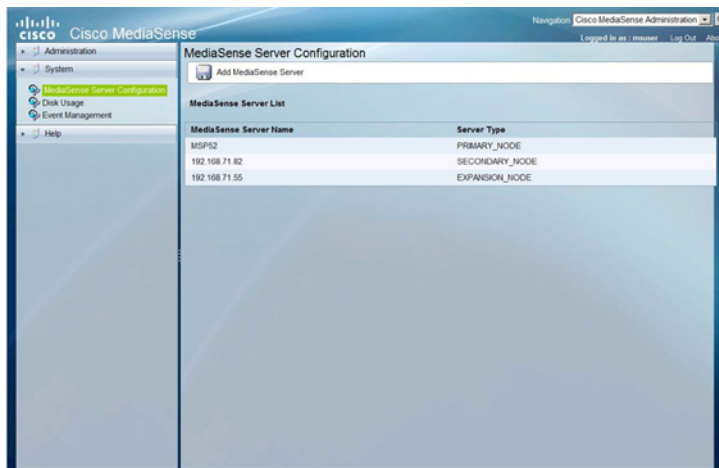 Navigation Cisco MediaSense Administration
cisco Cisco MediaSense
Logged in as : msuser Log Out
Administration
System
MediaSense Server Configuration
Disk Usage
Event Management
Help
MediaSense Server Configuration
Add MediaSense Server
MediaSense Server List
MediaSense Server Name Server Type
MSP52 PRIMARY_NODE
192.168.71.82 SECONDARY_NODE
192.168.71.55 EXPANSION_NODE